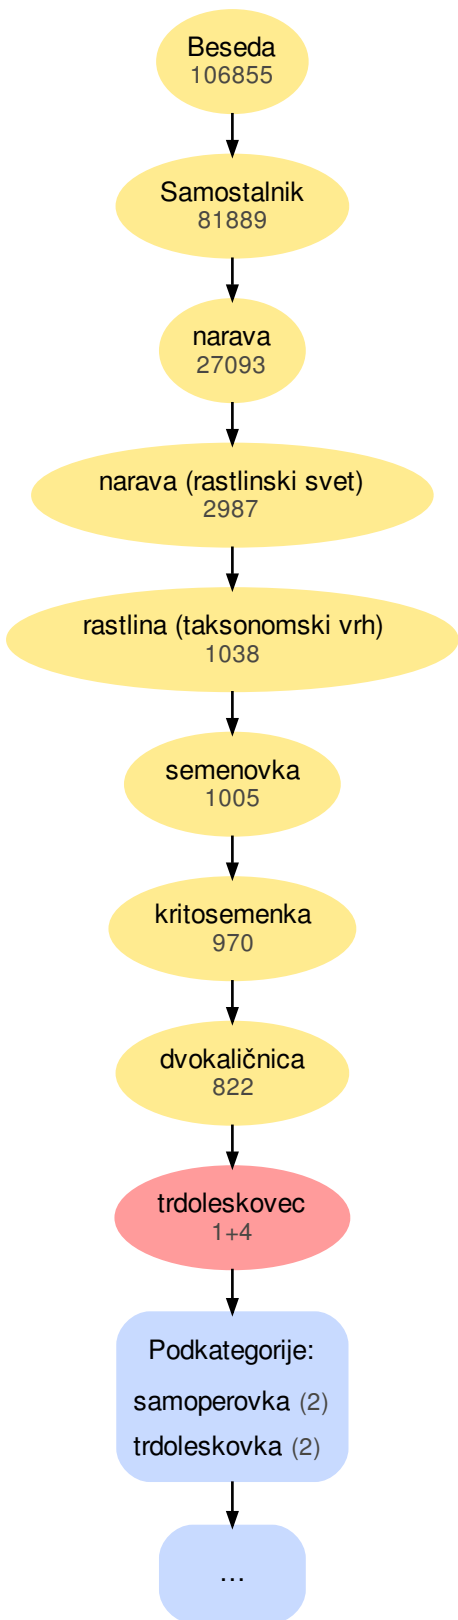 Beseda
106855
Samostalnik
81889
narava
27093
narava (rastlinski svet)
2987
rastlina (taksonomski vrh)
1038
semenovka
1005
kritosemenka
970
dvokaličnica
822
trdoleskovec
1+4
Podkategorije:
samoperovka (2)
trdoleskovka (2)
...